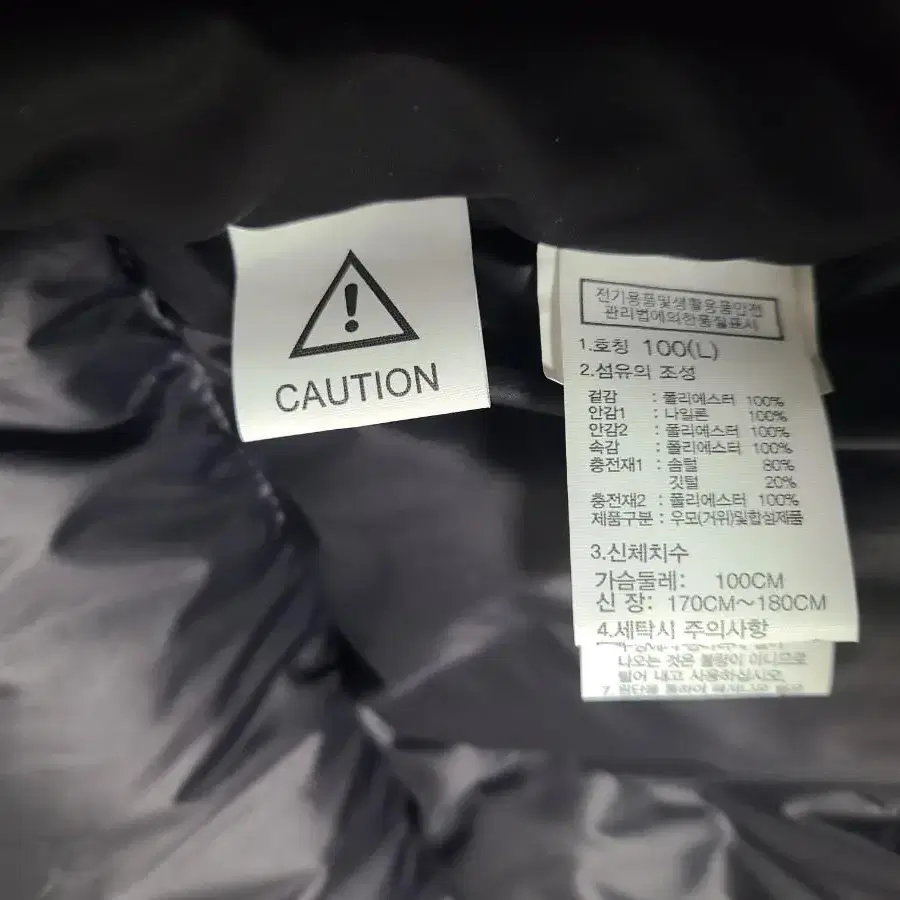 CAUTION
전기용품및생활용품안전
관리법에의한품질표시
1.호칭 100(L)
2.섬유의 조성
겉감 : 폴리에스터 100%
안감1 : 나일론 100%
안감2 : 폴리에스터 100%
속감 : 폴리에스터 100%
충전재1 : 솜털 80%
깃털 20%
충전재2 : 폴리에스터 100%
제품구분 : 우모(거위)및합섬제품
3.신체치수
가슴둘레: 100CM
신 장: 170CM~180CM
4.세탁시 주의사항
나오는 것은 불량이 아니므로
털어 내고 사용하십시오.
7. 원단을 통하여